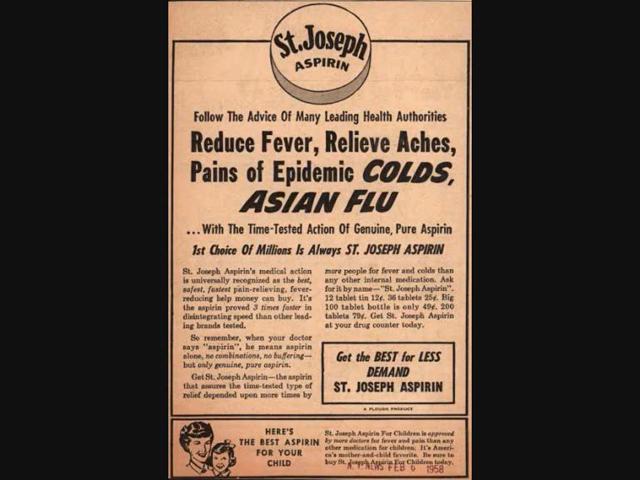 St. Joseph
ASPIRIN
Follow The Advice Of Many Leading Health Authorities
Reduce Fever, Relieve Aches,
Pains of Epidemic COLDS,
ASIAN FLU
...With The Time-Tested Action Of Genuine, Pure Aspirin
1st Choice Of Millions Is Always ST. JOSEPH ASPIRIN
St. Joseph Aspirin's medical action
is universally recognized as the best,
safest, fastest pain-relieving, fever-
reducing help money can buy. It's
the aspirin proved 3 times faster in
disintegrating speed than other lead-
ing brands tested.
So remember, when your doctor
says "aspirin", he means aspirin
alone, no combinations, no buffering—
but only genuine, pure aspirin.
Get St. Joseph Aspirin—the aspirin
that assures the time-tested type of
relief depended upon more times by
more people for fever and colds than
any other internal medication. Ask
for it by name—"St. Joseph Aspirin".
12 tablet tin 12¢. 36 tablets 25¢. Big
100 tablet bottle is only 49¢. 200
tablets 79¢. Get St. Joseph Aspirin
at your drug counter today.
Get the BEST for LESS
DEMAND
ST. JOSEPH ASPIRIN
A PLOUGH PRODUCT
HERE'S
THE BEST ASPIRIN
FOR YOUR
CHILD
St. Joseph Aspirin For Children is approved
by more doctors for fever and pain than any
other medication for children. It's Ameri-
ca's mother-and-child favorite. Be sure to
buy St. Joseph Aspirin For Children today.
N.Y. NEWS FEB 6 1958